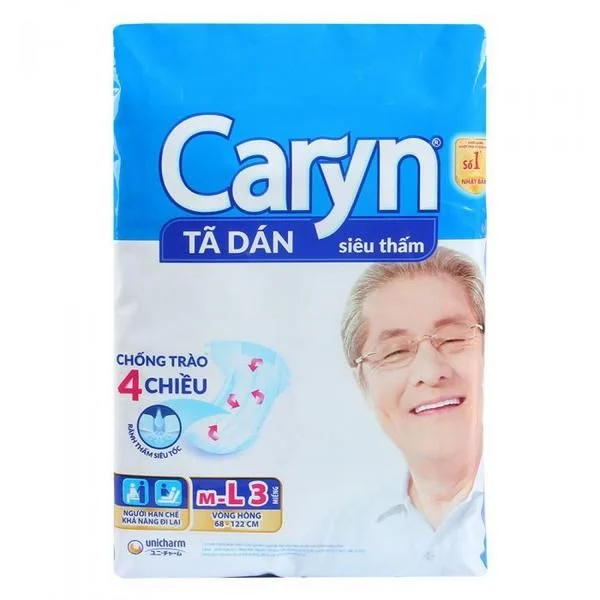 Caryn®
Số 1
NHẬT BẢN
TÃ DÁN
siêu thấm
CHỐNG TRÀO
4 CHIỀU
RÃNH THẤM SIÊU TỐC
M-L 3 MIẾNG
NGƯỜI HẠN CHẾ
KHẢ NĂNG ĐI LẠI
VÒNG HÔNG
68 - 122 CM
unicharm
ユニ・チャーム